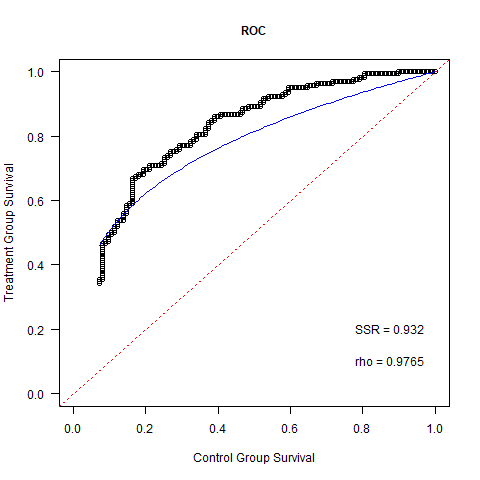 ROC
Treatment Group Survival
1.0
0.8
0.6
0.4
0.2
0.0
SSR = 0.932
rho = 0.9765
0.0 0.2 0.4 0.6 0.8 1.0
Control Group Survival